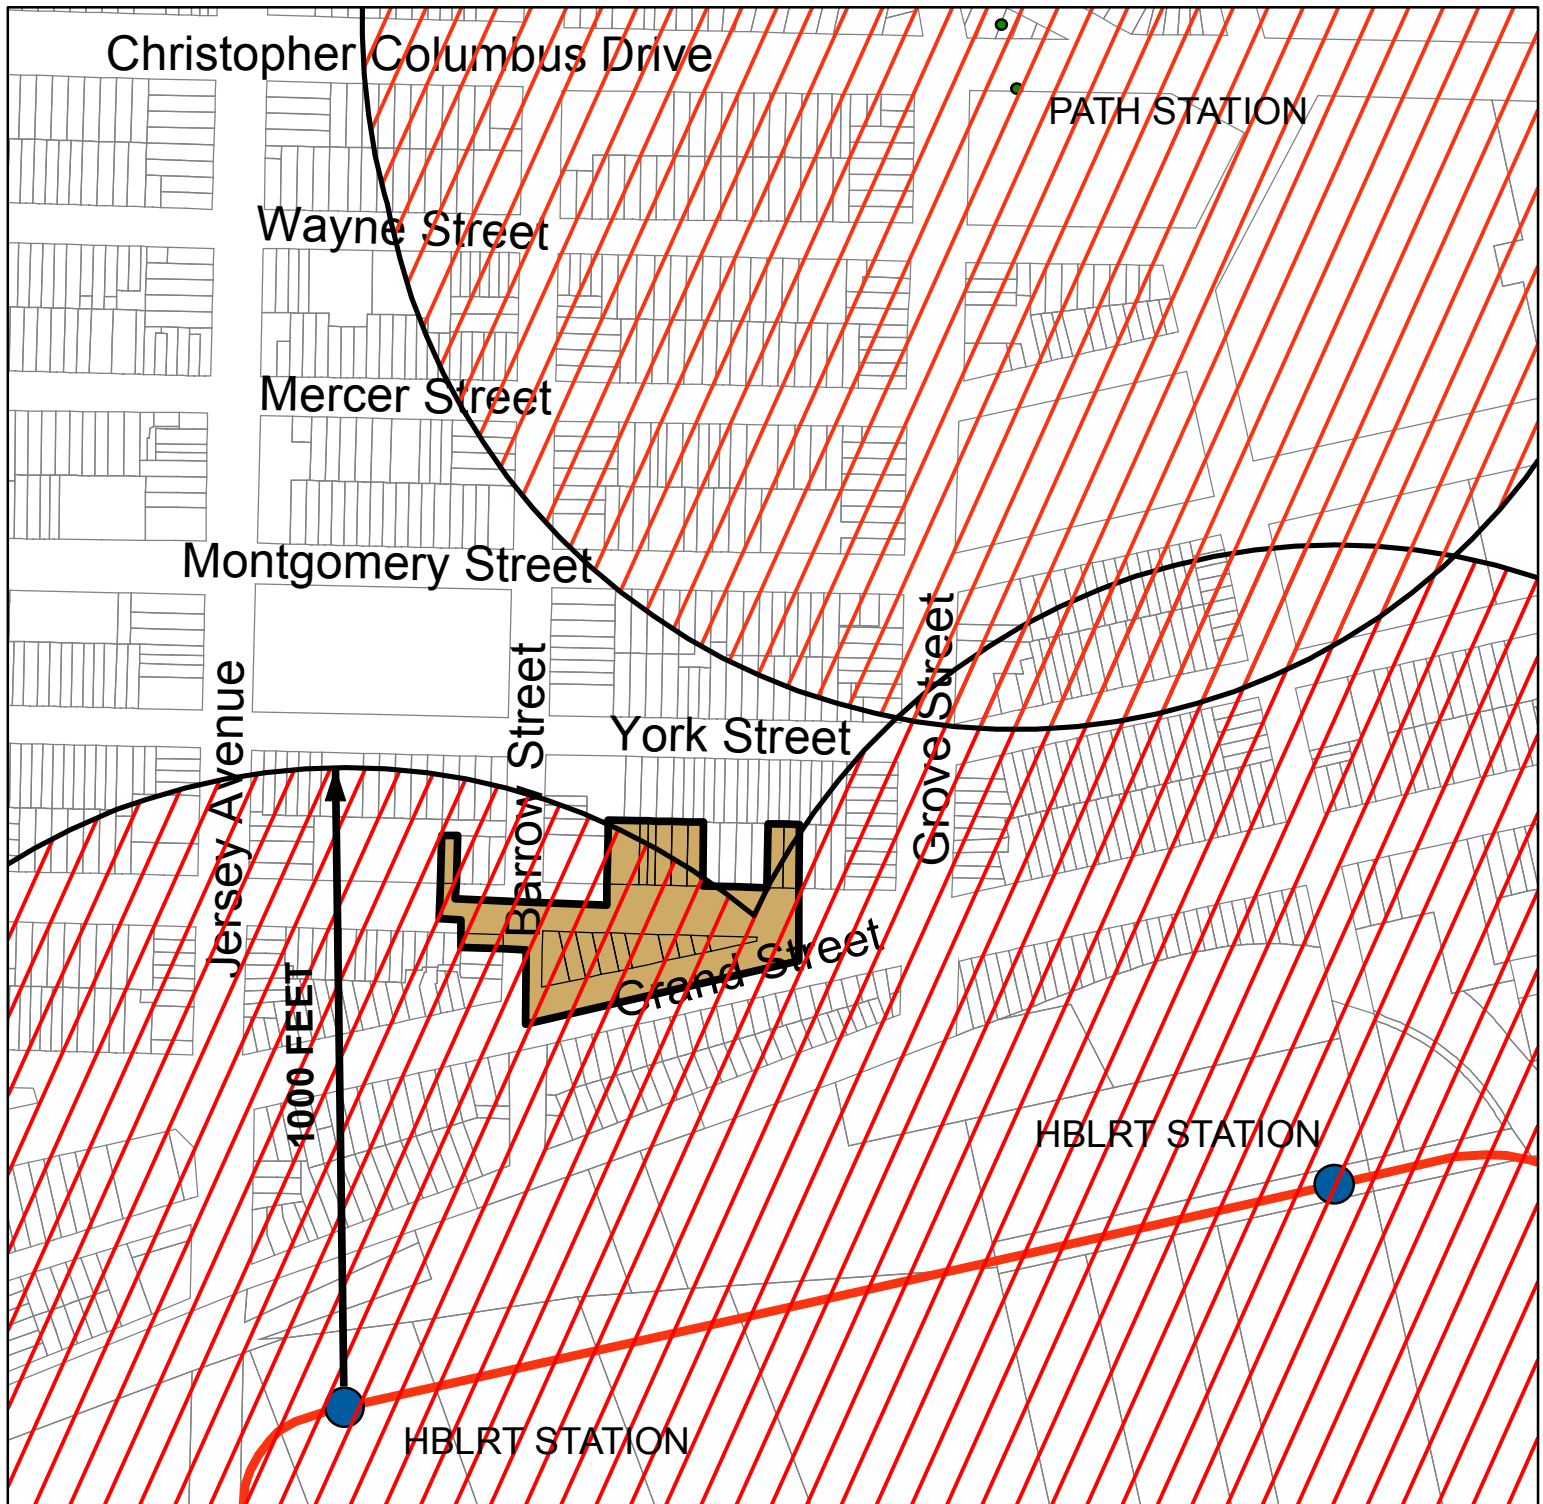 Christopher Columbus Drive
PATH STATION
Wayne Street
Mercer Street
Montgomery Street
Grove Street
Jersey Avenue
Barrow Street
York Street
Grand Street
1000 FEET
HBLRT STATION
HBLRT STATION